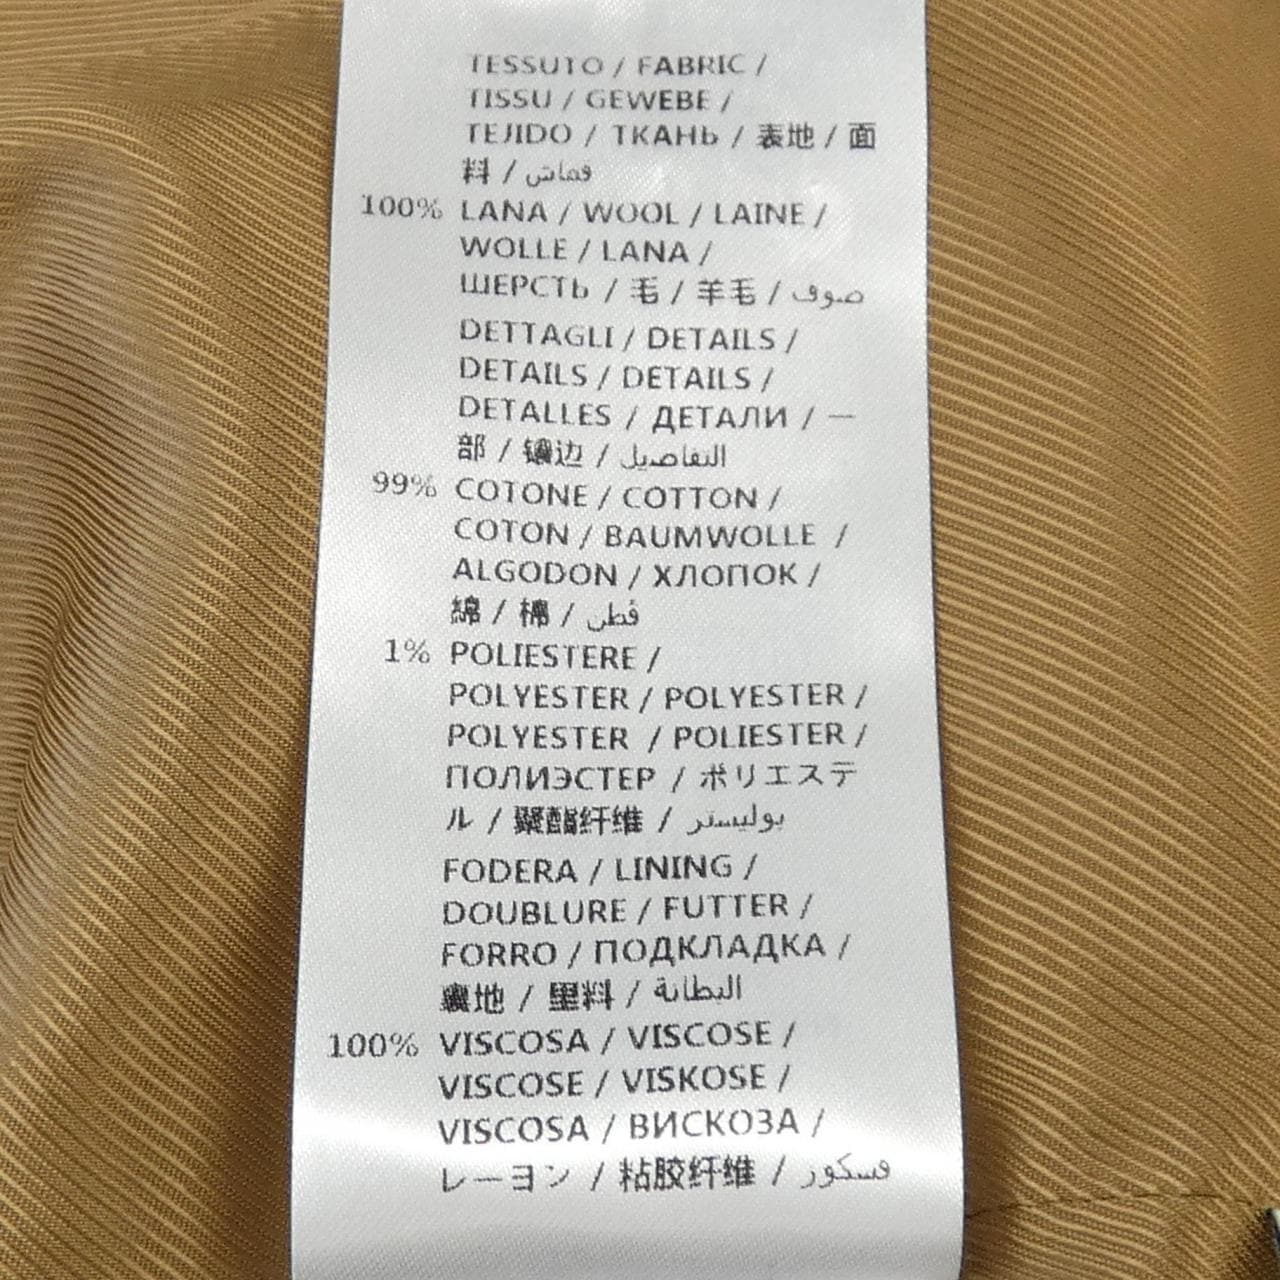 TESSUTO / FABRIC /
TISSU / GEWEBE /
TEJIDO / ТКАНЬ / 表地 / 面
料 / قماش
100% LANA / WOOL / LAINE /
WOLLE / LANA /
ШЕРСТЬ / 毛 / 羊毛 / صوف
DETTAGLI / DETAILS /
DETAILS / DETAILS /
DETALLES / ДЕТАЛИ / 一
部 / 镶边 / التفاصيل
99% COTONE / COTTON /
COTON / BAUMWOLLE /
ALGODON / ХЛОПОК /
綿 / 棉 / قطن
1% POLIESTERE /
POLYESTER / POLYESTER /
POLYESTER / POLIESTER /
ПОЛИЭСТЕР / ポリエステ
ル / 聚酯纤维 / بوليستر
FODERA / LINING /
DOUBLURE / FUTTER /
FORRO / ПОДКЛАДКА /
裏地 / 里料 / البطانة
100% VISCOSA / VISCOSE /
VISCOSE / VISKOSE /
VISCOSA / ВИСКОЗА /
レーヨン / 粘胶纤维 / فسكور